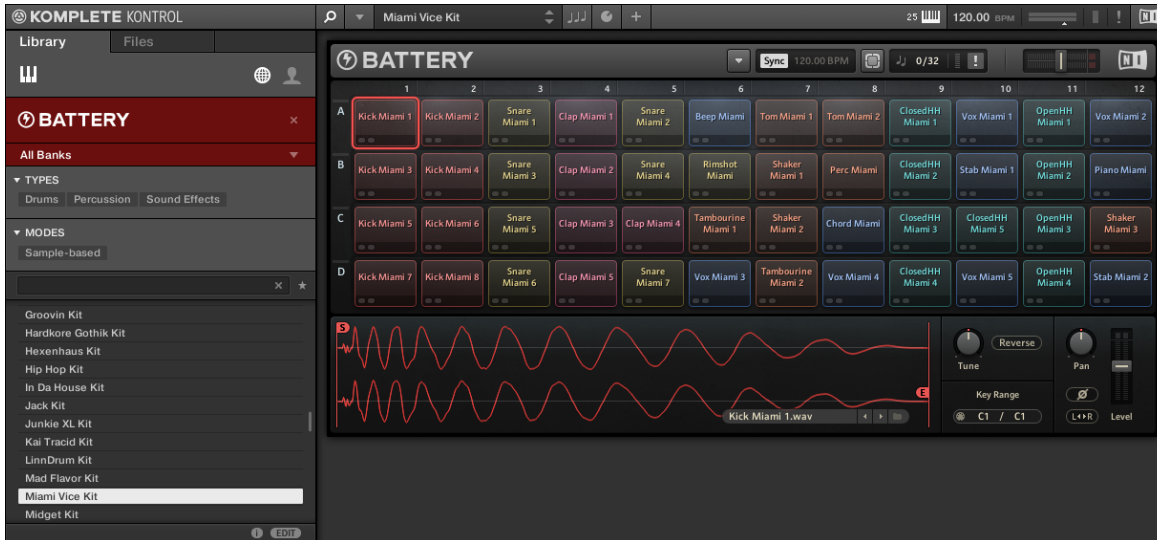 KOMPLETE KONTROL
Miami Vice Kit
25
120.00 BPM
Library Files
BATTERY
All Banks
TYPES
Drums Percussion Sound Effects
MODES
Sample-based
Groovin Kit
Hardkore Gothik Kit
Hexenhaus Kit
Hip Hop Kit
In Da House Kit
Jack Kit
Junkie XL Kit
Kai Tracid Kit
LinnDrum Kit
Mad Flavor Kit
Miami Vice Kit
Midget Kit
EDIT
BATTERY
Sync 120.00 BPM
0/32
NI
1 2 3 4 5 6 7 8 9 10 11 12
A
Kick Miami 1
Kick Miami 2
Snare
Miami 1
Clap Miami 1
Snare
Miami 2
Beep Miami
Tom Miami 1
Tom Miami 2
ClosedHH
Miami 1
Vox Miami 1
OpenHH
Miami 1
Vox Miami 2
B
Kick Miami 3
Kick Miami 4
Snare
Miami 3
Clap Miami 2
Snare
Miami 4
Rimshot
Miami
Shaker
Miami 1
Perc Miami
ClosedHH
Miami 2
Stab Miami 1
OpenHH
Miami 2
Piano Miami
C
Kick Miami 5
Kick Miami 6
Snare
Miami 5
Clap Miami 3
Clap Miami 4
Tambourine
Miami 1
Shaker
Miami 2
Chord Miami
ClosedHH
Miami 3
ClosedHH
Miami 5
OpenHH
Miami 3
Shaker
Miami 3
D
Kick Miami 7
Kick Miami 8
Snare
Miami 6
Clap Miami 5
Snare
Miami 7
Vox Miami 3
Tambourine
Miami 2
Vox Miami 4
ClosedHH
Miami 4
Vox Miami 5
OpenHH
Miami 4
Stab Miami 2
S
E
Kick Miami 1.wav
Tune
Reverse
Key Range
C1 / C1
Pan
L↔R
Level